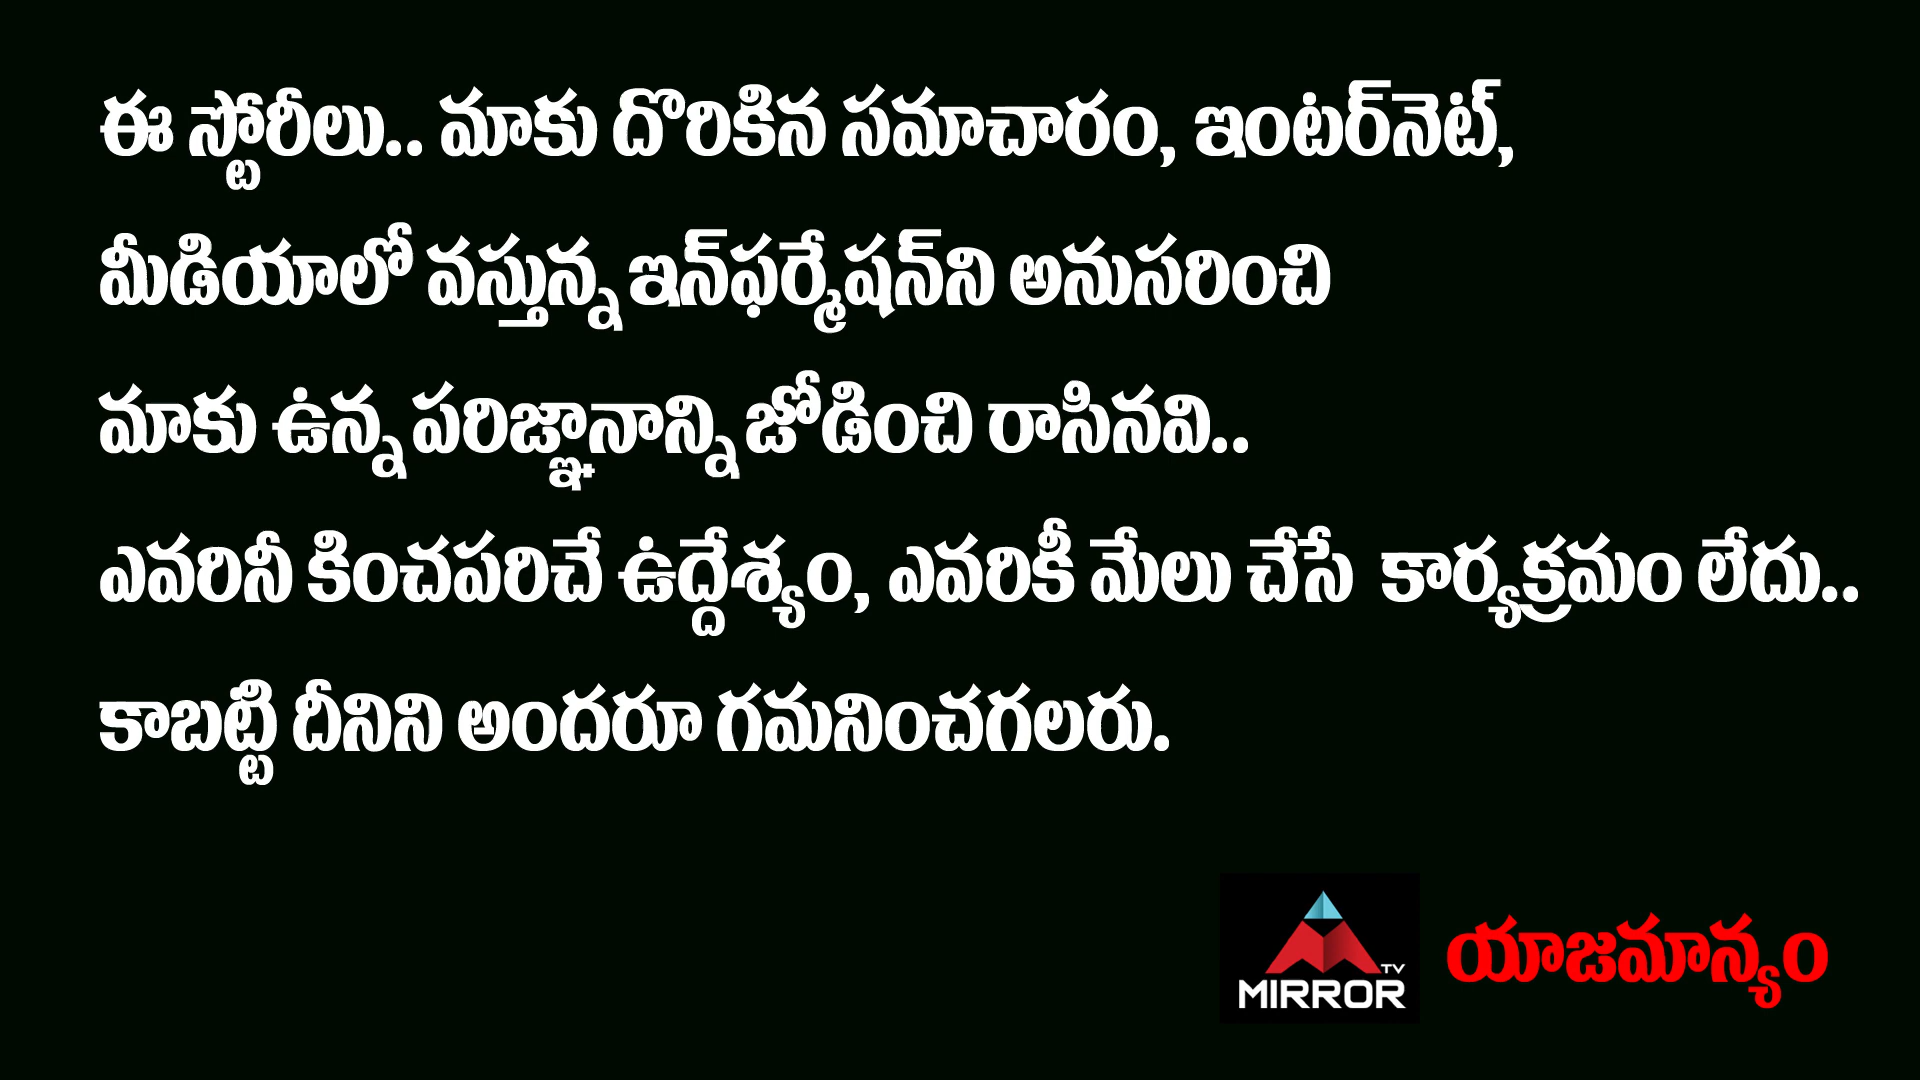 ఈ స్టోరీలు.. మాకు దొరికిన సమాచారం, ఇంటర్‌నెట్,
మీడియాలో వస్తున్న ఇన్‌ఫర్మేషన్‌ని అనుసరించి
మాకు ఉన్న పరిజ్ఞానాన్ని జోడించి రాసినవి..
ఎవరినీ కించపరిచే ఉద్దేశ్యం, ఎవరికీ మేలు చేసే కార్యక్రమం లేదు..
కాబట్టి దీనిని అందరూ గమనించగలరు.
TV
MIRROR
యాజమాన్యం